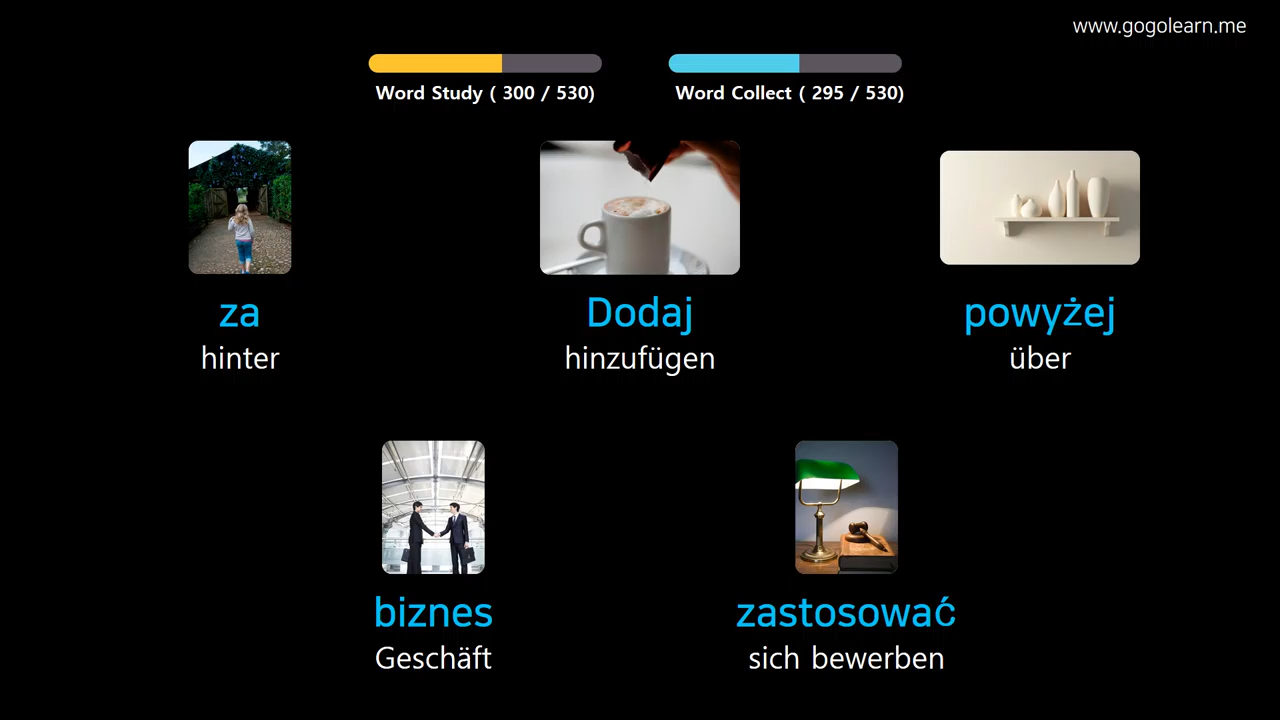 www.gogolearn.me
Word Study ( 300 / 530)
Word Collect ( 295 / 530)
za
hinter
Dodaj
hinzufügen
powyżej
über
biznes
Geschäft
zastosować
sich bewerben